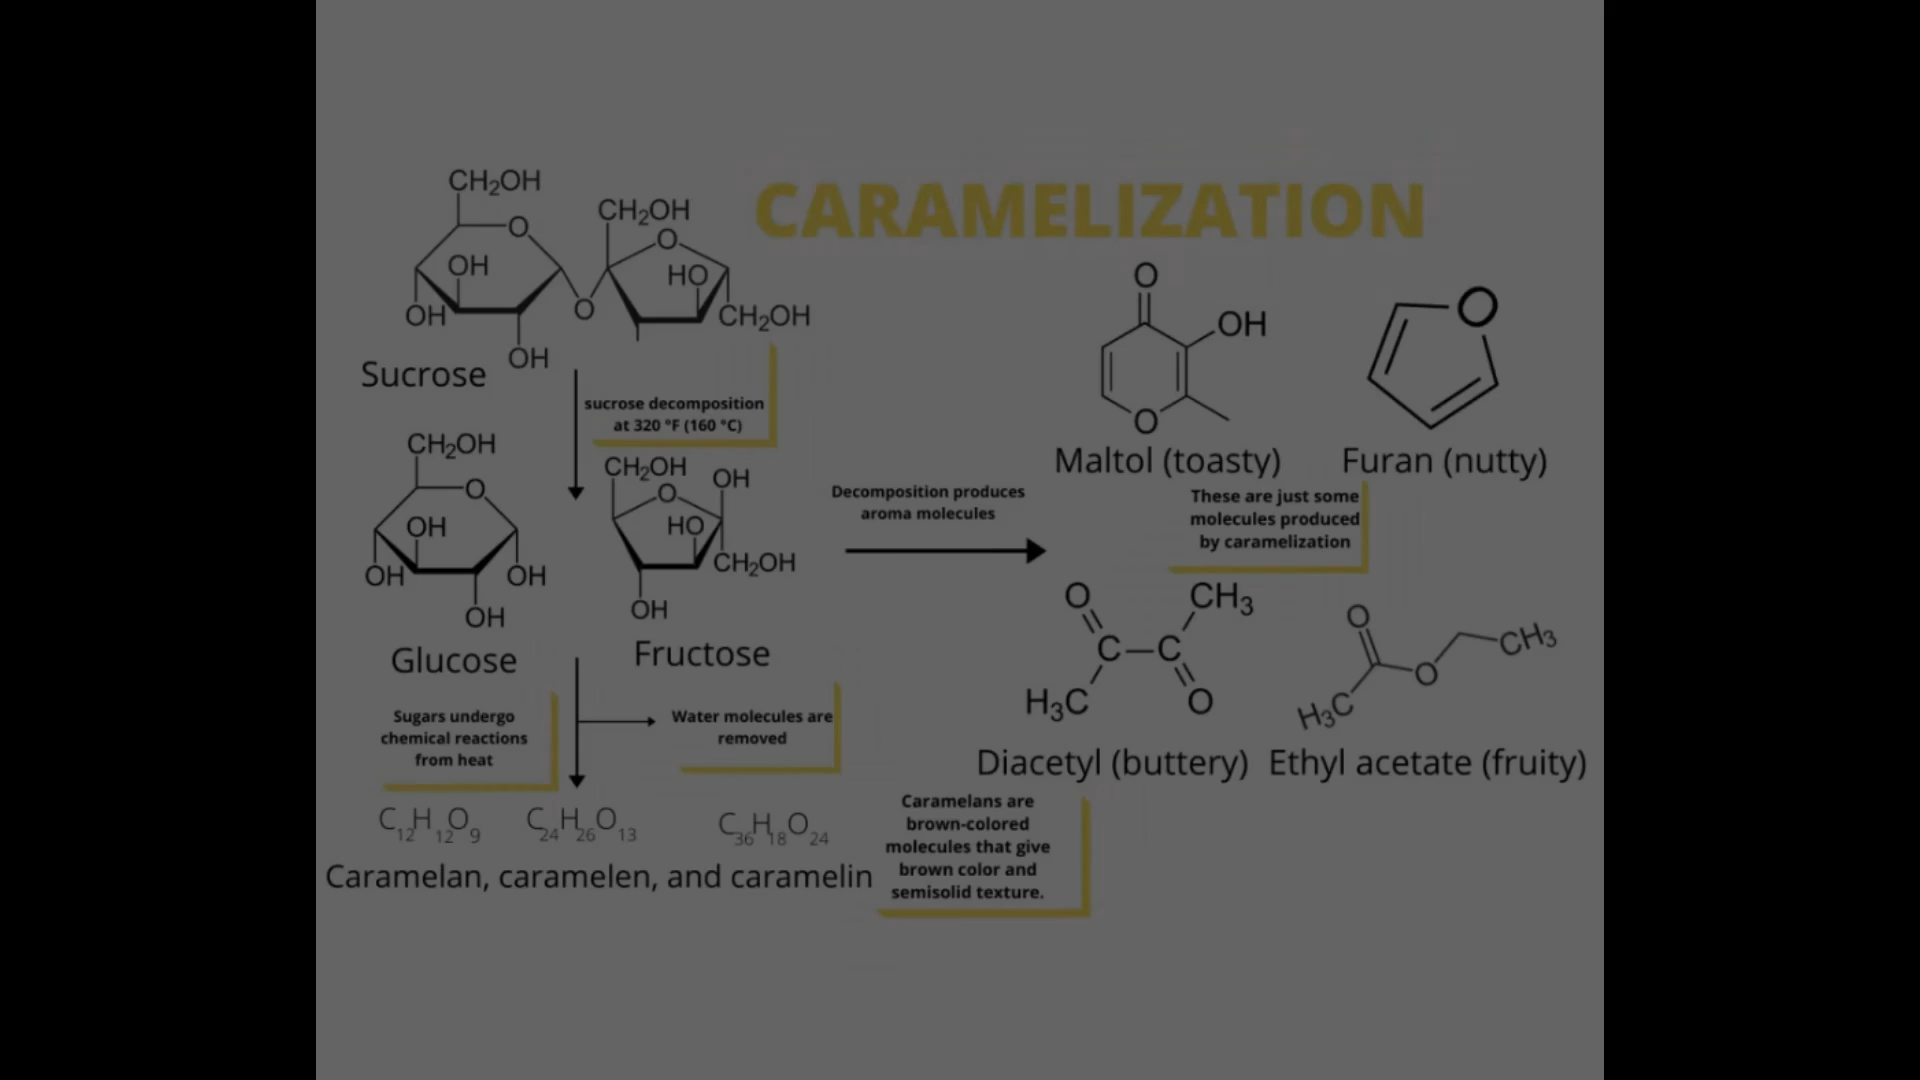 CARAMELIZATION
CH2OH
O
OH
OH
OH
O
CH2OH
O
HO
CH2OH
Sucrose
sucrose decomposition
at 320 °F (160 °C)
CH2OH
O
OH
OH
OH
OH
Glucose
CH2OH
O
OH
HO
CH2OH
OH
Fructose
Decomposition produces
aroma molecules
O
OH
O
Maltol (toasty)
O
Furan (nutty)
These are just some
molecules produced
by caramelization
O
CH3
C
C
H3C
O
Diacetyl (buttery)
O
CH3
O
H3C
Ethyl acetate (fruity)
Sugars undergo
chemical reactions
from heat
Water molecules are
removed
C12H12O9
C24H26O13
C36H18O24
Caramelan, caramelen, and caramelin
Caramelans are
brown-colored
molecules that give
brown color and
semisolid texture.